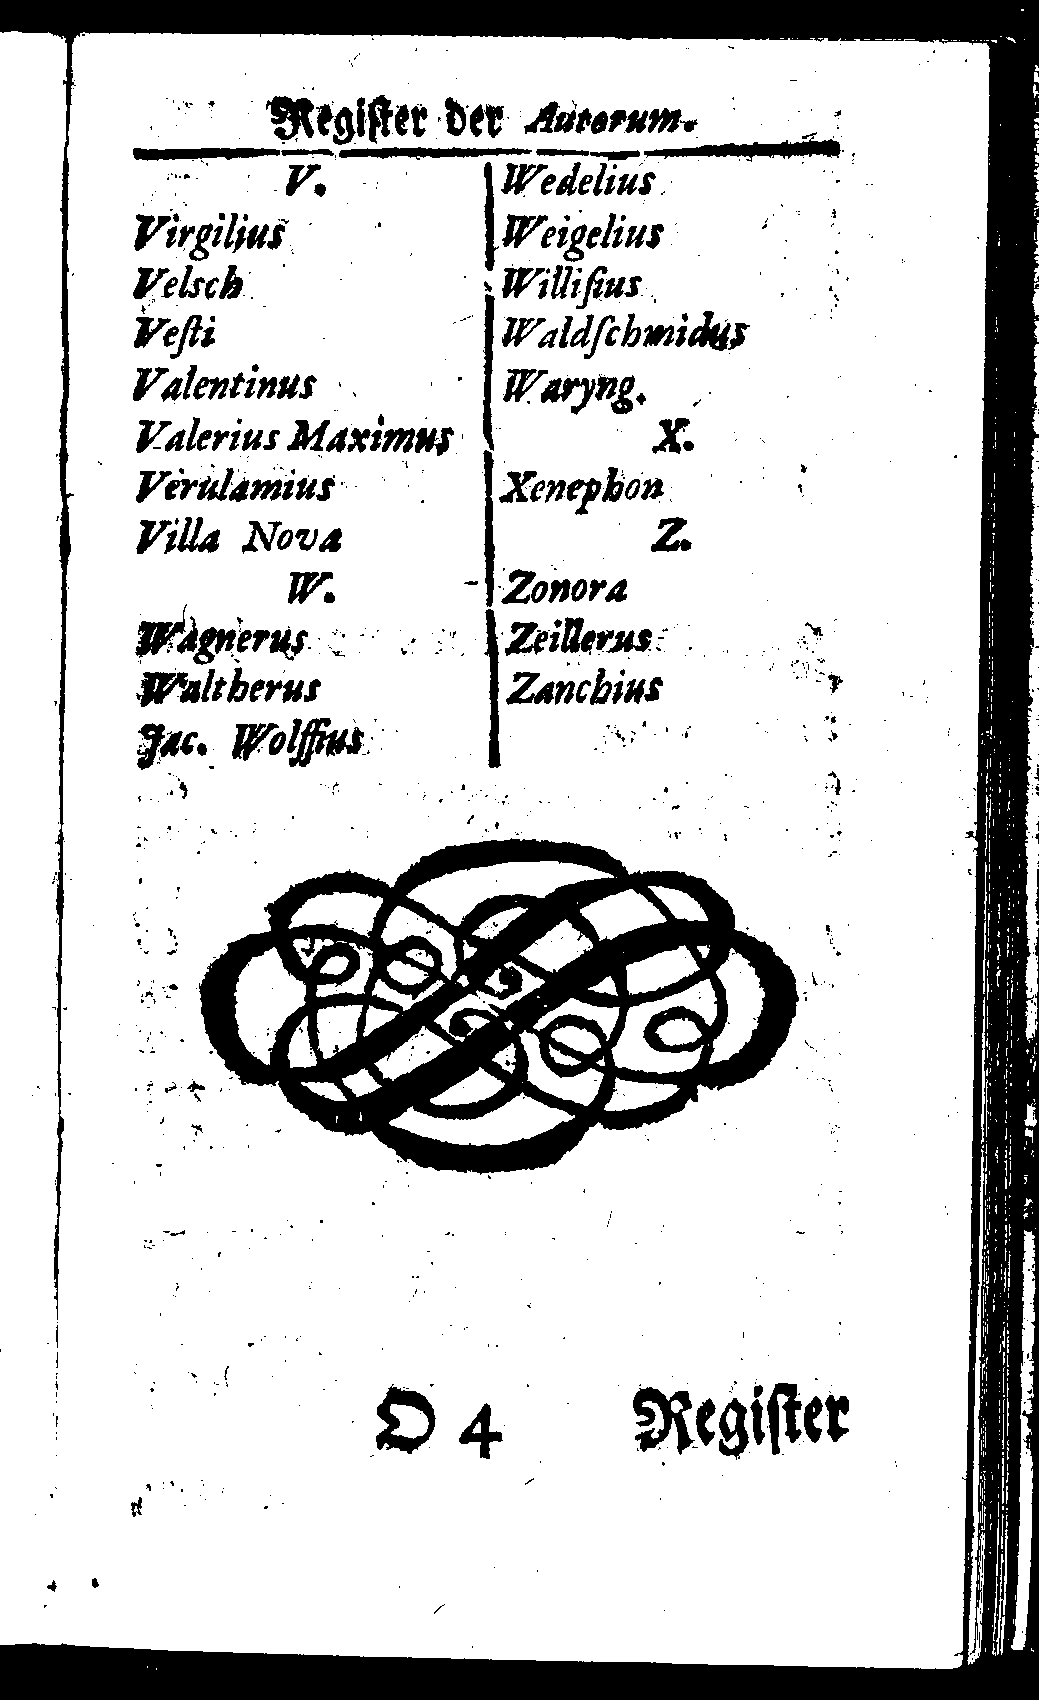 Regiſter der Autorum.
V.
Virgilius
Velsch
Veſti
Valentinus
Valerius Maximus
Verulamius
Villa Nova
W.
Wagnerus
Waltherus
Jac. Wolffius
Wedelius
Weigelius
Williſius
Waldſchmidus
Waryng.
X.
Xenephon
Z.
Zonora
Zeillerus
Zanchius
O 4 Regiſter